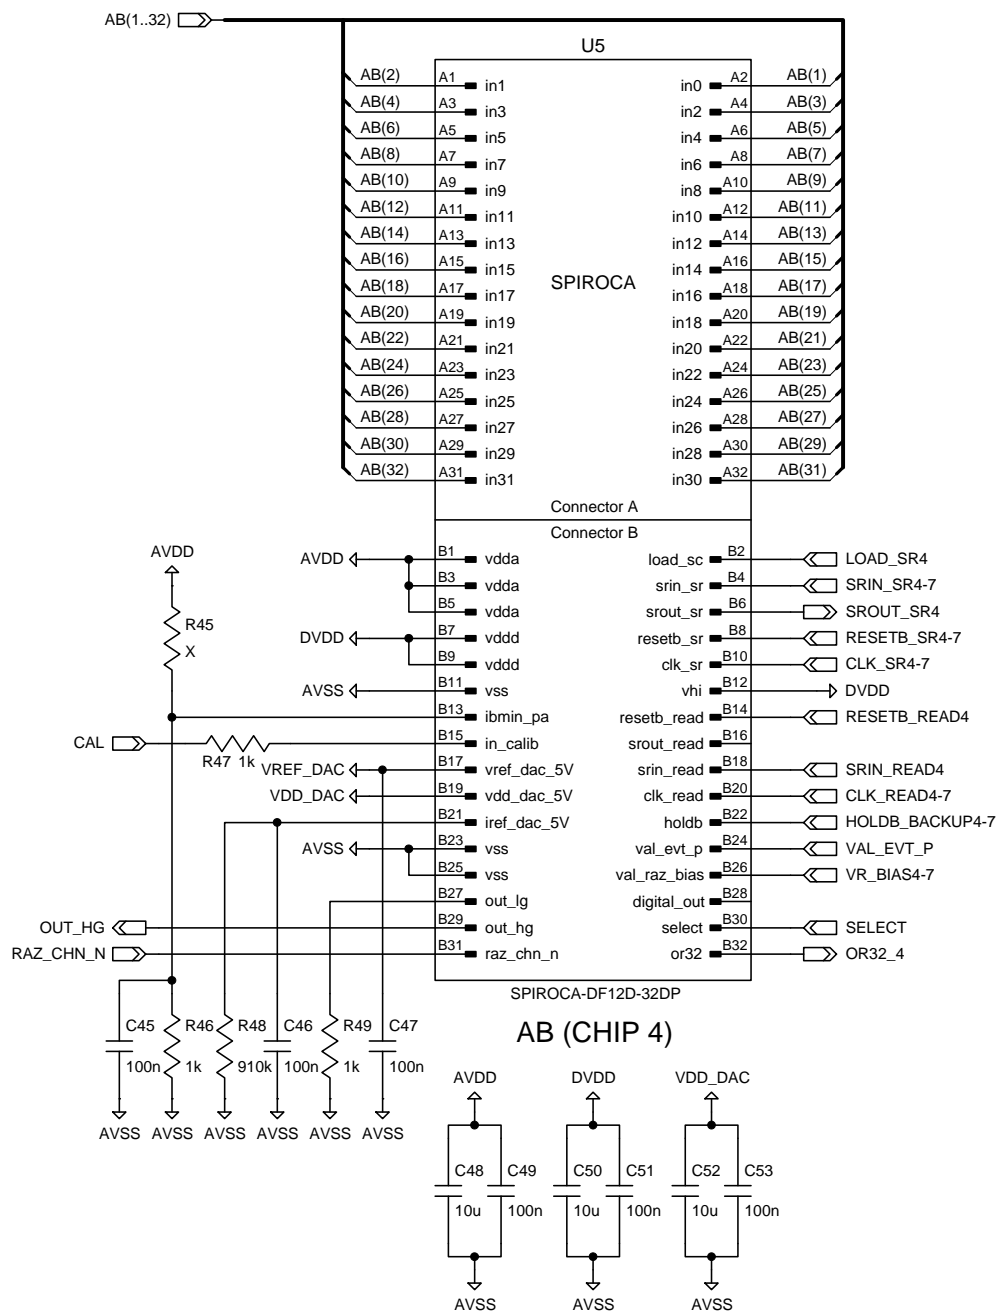 AB(1..32)
U5
AB(2) A1 in1 in0 A2 AB(1)
AB(4) A3 in3 in2 A4 AB(3)
AB(6) A5 in5 in4 A6 AB(5)
AB(8) A7 in7 in6 A8 AB(7)
AB(10) A9 in9 in8 A10 AB(9)
AB(12) A11 in11 in10 A12 AB(11)
AB(14) A13 in13 in12 A14 AB(13)
AB(16) A15 in15 in14 A16 AB(15)
SPIROCA
AB(18) A17 in17 in16 A18 AB(17)
AB(20) A19 in19 in18 A20 AB(19)
AB(22) A21 in21 in20 A22 AB(21)
AB(24) A23 in23 in22 A24 AB(23)
AB(26) A25 in25 in24 A26 AB(25)
AB(28) A27 in27 in26 A28 AB(27)
AB(30) A29 in29 in28 A30 AB(29)
AB(32) A31 in31 in30 A32 AB(31)
Connector A
Connector B
AVDD
AVDD B1 vdda load_sc B2 LOAD_SR4
B3 vdda srin_sr B4 SRIN_SR4-7
B5 vdda srout_sr B6 SROUT_SR4
R45
X
DVDD B7 vddd resetb_sr B8 RESETB_SR4-7
B9 vddd clk_sr B10 CLK_SR4-7
AVSS B11 vss vhi B12 DVDD
B13 ibmin_pa resetb_read B14 RESETB_READ4
CAL R47 1k B15 in_calib srout_read B16
VREF_DAC B17 vref_dac_5V srin_read B18 SRIN_READ4
VDD_DAC B19 vdd_dac_5V clk_read B20 CLK_READ4-7
B21 iref_dac_5V holdb B22 HOLDB_BACKUP4-7
AVSS B23 vss val_evt_p B24 VAL_EVT_P
B25 vss val_raz_bias B26 VR_BIAS4-7
B27 out_lg digital_out B28
OUT_HG B29 out_hg select B30 SELECT
RAZ_CHN_N B31 raz_chn_n or32 B32 OR32_4
SPIROCA-DF12D-32DP
AB (CHIP 4)
C45 R46 R48 C46 R49 C47
100n 1k 910k 100n 1k 100n
AVSS AVSS AVSS AVSS AVSS AVSS
AVDD DVDD VDD_DAC
C48 C49 C50 C51 C52 C53
10u 100n 10u 100n 10u 100n
AVSS AVSS AVSS